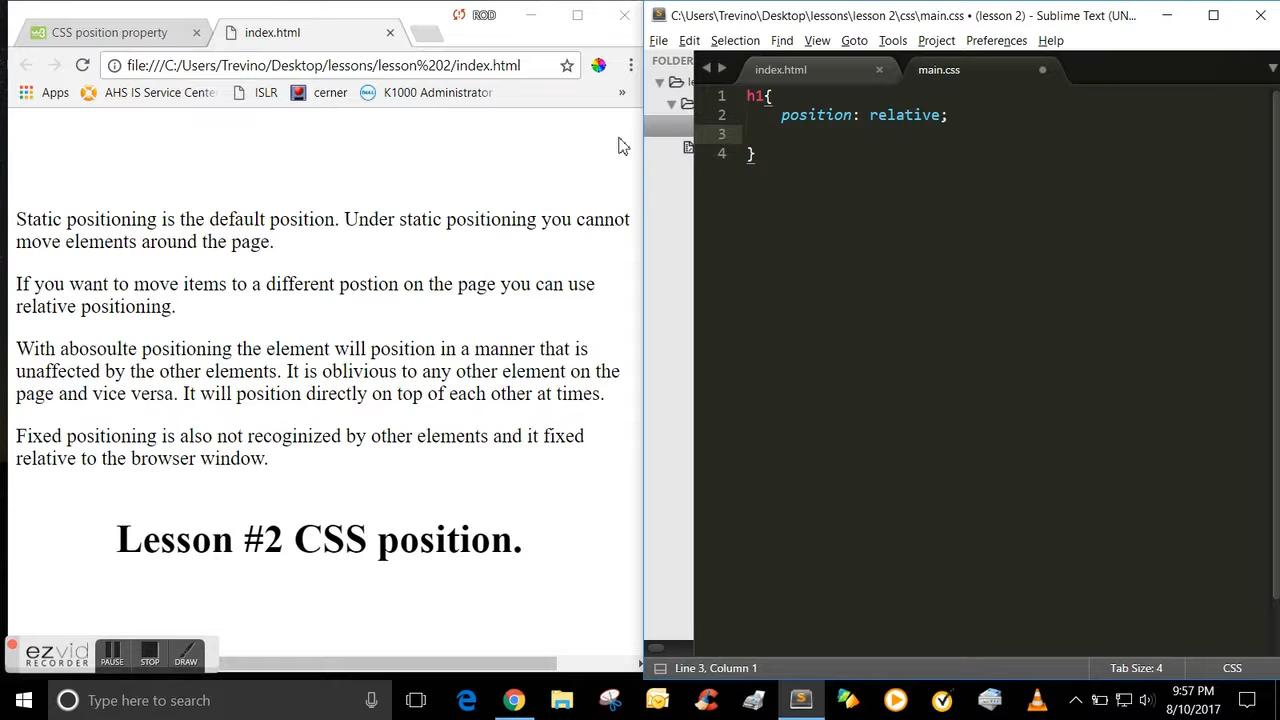 ROD
C:\Users\Trevino\Desktop\lessons\lesson 2\css\main.css • (lesson 2) - Sublime Text (UN...
CSS position property
index.html
File Edit Selection Find View Goto Tools Project Preferences Help
file:///C:/Users/Trevino/Desktop/lessons/lesson%202/index.html
FOLDER
index.html
main.css
Apps
AHS IS Service Cente
ISLR
cerner
K1000 Administrator
»
le
1 h1{
2 position: relative;
3
4 }
Static positioning is the default position. Under static positioning you cannot
move elements around the page.
If you want to move items to a different postion on the page you can use
relative positioning.
With abosoulte positioning the element will position in a manner that is
unaffected by the other elements. It is oblivious to any other element on the
page and vice versa. It will position directly on top of each other at times.
Fixed positioning is also not recoginized by other elements and it fixed
relative to the browser window.
Lesson #2 CSS position.
ezvid
RECORDER
PAUSE
STOP
DRAW
Line 3, Column 1
Tab Size: 4
CSS
Type here to search
9:57 PM
8/10/2017